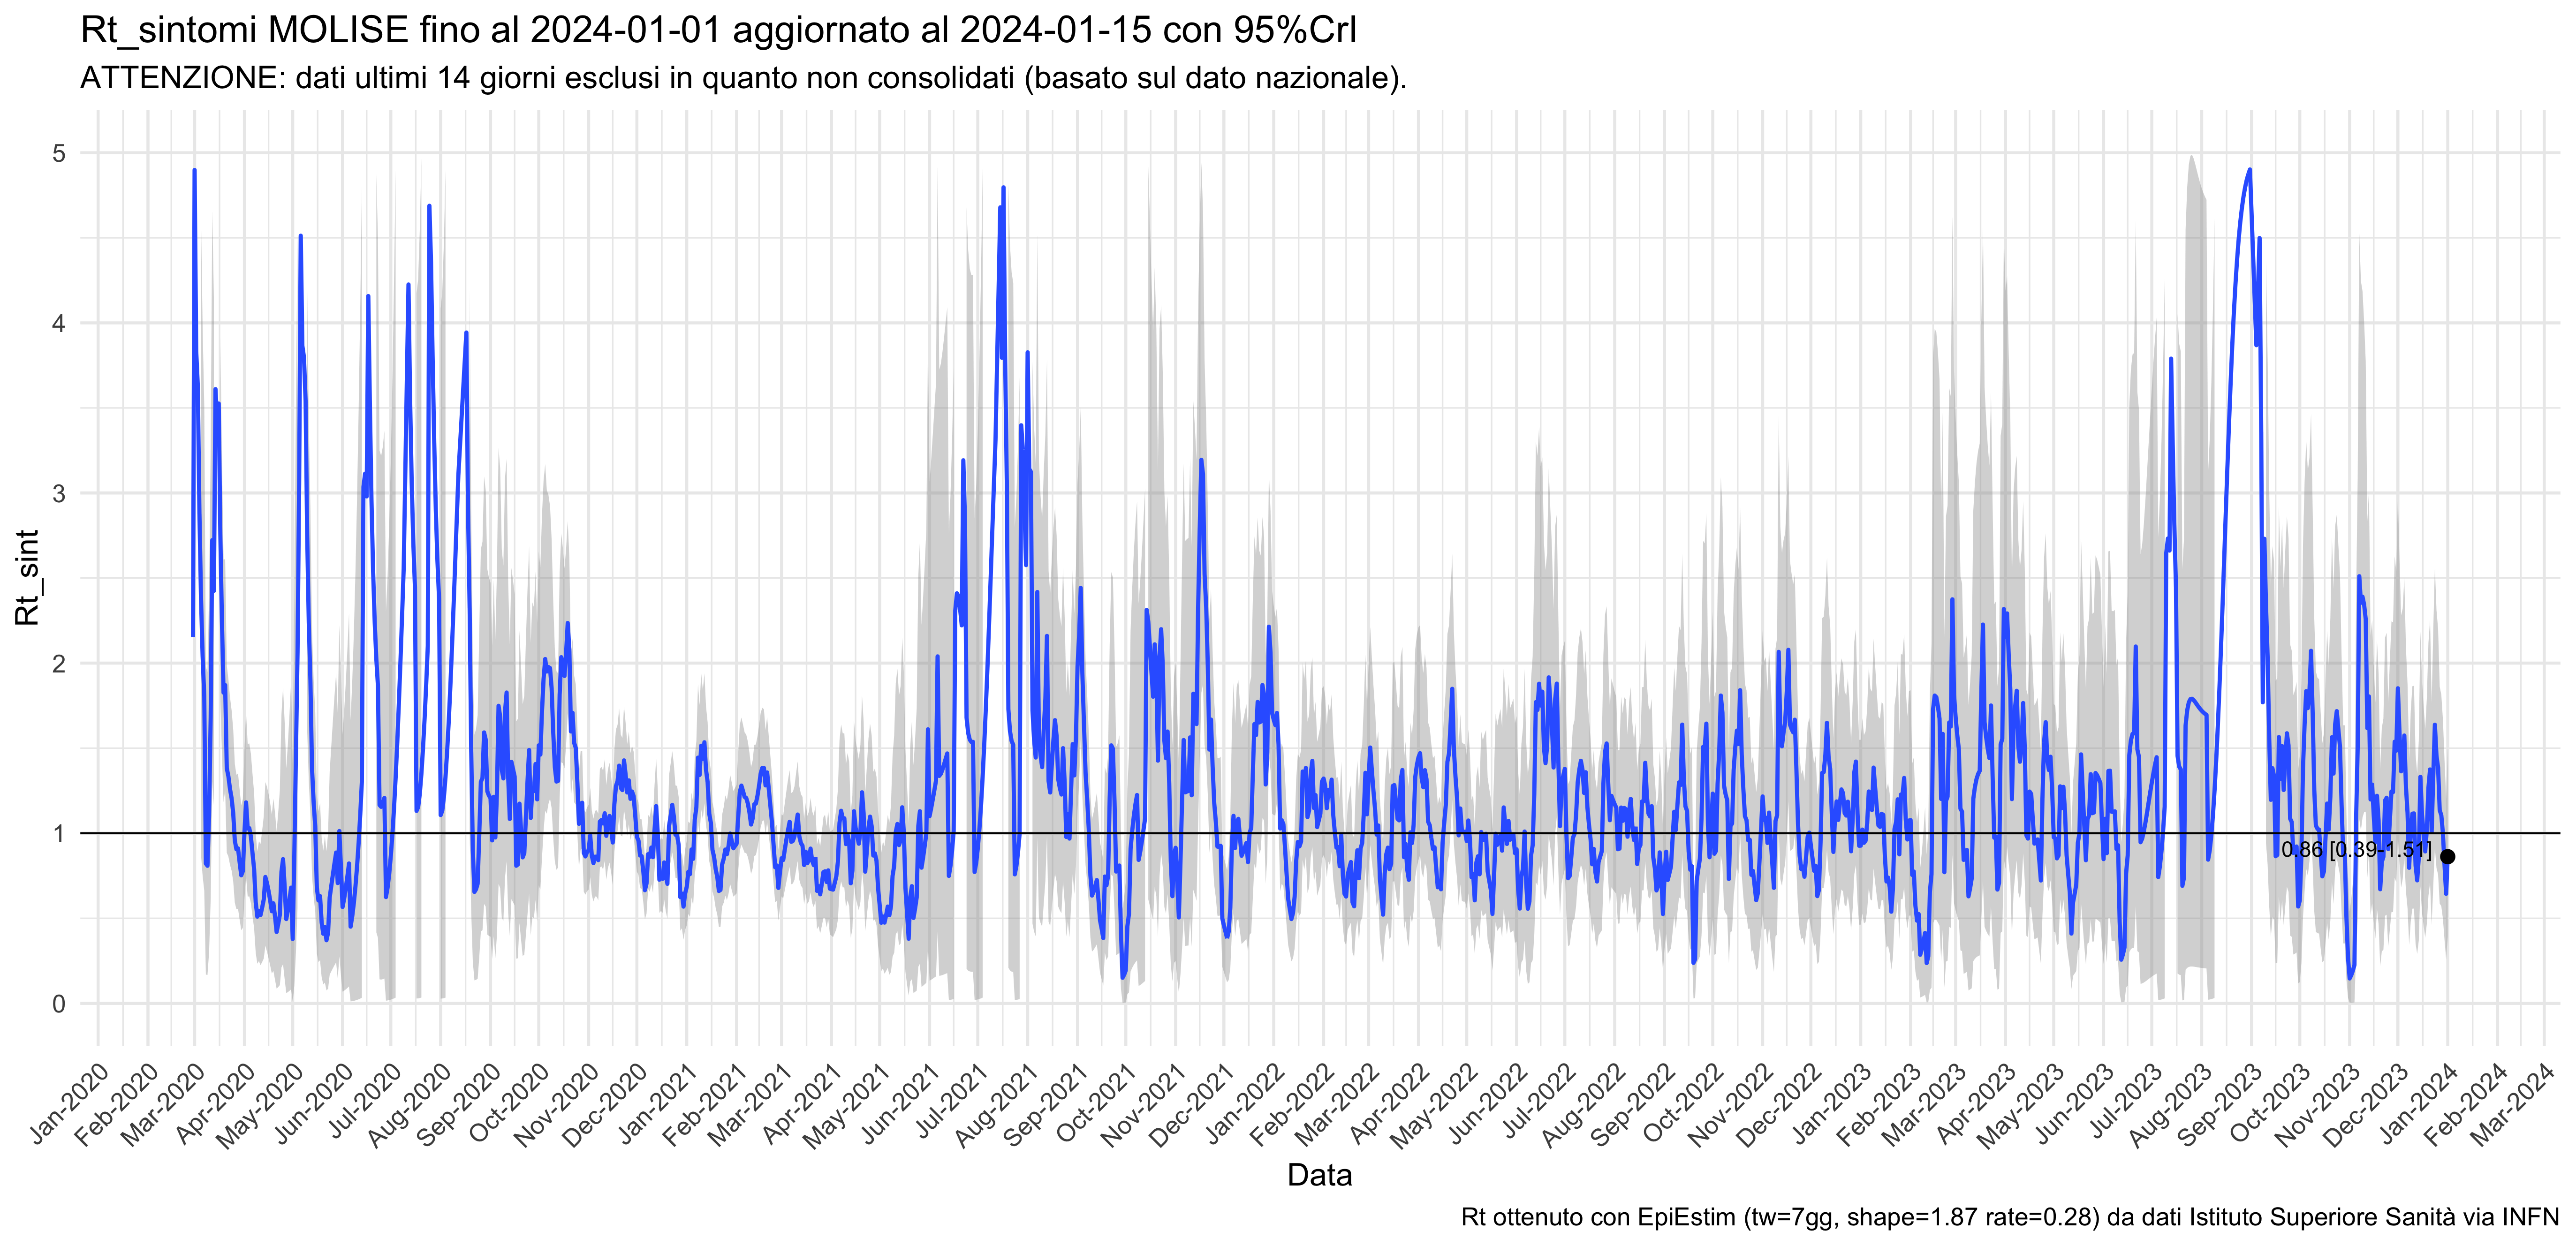 Rt_sintomi MOLISE fino al 2024-01-01 aggiornato al 2024-01-15 con 95%CrI
ATTENZIONE: dati ultimi 14 giorni esclusi in quanto non consolidati (basato sul dato nazionale).
5
4
3
2
1
0
Rt_sint
0.86 [0.39-1.51]
Jan-2020
Feb-2020
Mar-2020
Apr-2020
May-2020
Jun-2020
Jul-2020
Aug-2020
Sep-2020
Oct-2020
Nov-2020
Dec-2020
Jan-2021
Feb-2021
Mar-2021
Apr-2021
May-2021
Jun-2021
Jul-2021
Aug-2021
Sep-2021
Oct-2021
Nov-2021
Dec-2021
Jan-2022
Feb-2022
Mar-2022
Apr-2022
May-2022
Jun-2022
Jul-2022
Aug-2022
Sep-2022
Oct-2022
Nov-2022
Dec-2022
Jan-2023
Feb-2023
Mar-2023
Apr-2023
May-2023
Jun-2023
Jul-2023
Aug-2023
Sep-2023
Oct-2023
Nov-2023
Dec-2023
Jan-2024
Feb-2024
Mar-2024
Data
Rt ottenuto con EpiEstim (tw=7gg, shape=1.87 rate=0.28) da dati Istituto Superiore Sanità via INFN